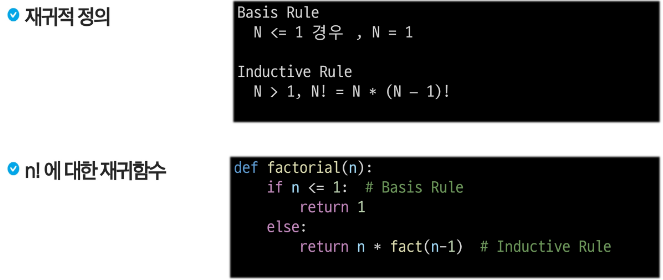 재귀적 정의
Basis Rule
N <= 1 경우 , N = 1
Inductive Rule
N > 1, N! = N * (N – 1)!
n! 에 대한 재귀함수
def factorial(n):
if n <= 1:  # Basis Rule
return 1
else:
return n * fact(n-1)  # Inductive Rule